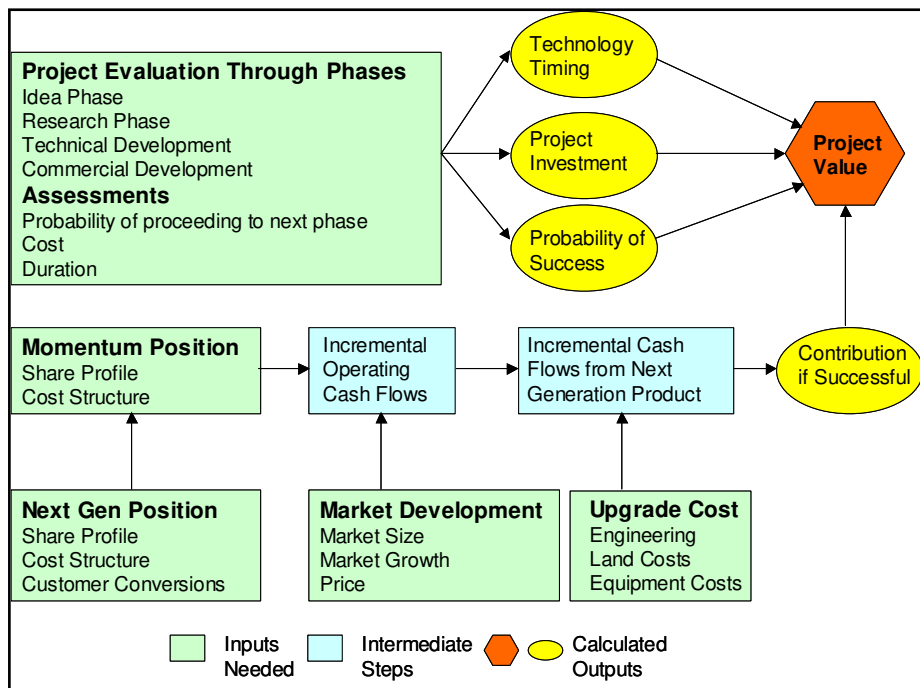 Project Evaluation Through Phases
Idea Phase
Research Phase
Technical Development
Commercial Development
Assessments
Probability of proceeding to next phase
Cost
Duration
Technology
Timing
Project
Investment
Probability of
Success
Project
Value
Momentum Position
Share Profile
Cost Structure
Incremental
Operating
Cash Flows
Incremental Cash
Flows from Next
Generation Product
Contribution
if Successful
Next Gen Position
Share Profile
Cost Structure
Customer Conversions
Market Development
Market Size
Market Growth
Price
Upgrade Cost
Engineering
Land Costs
Equipment Costs
Inputs
Needed
Intermediate
Steps
Calculated
Outputs